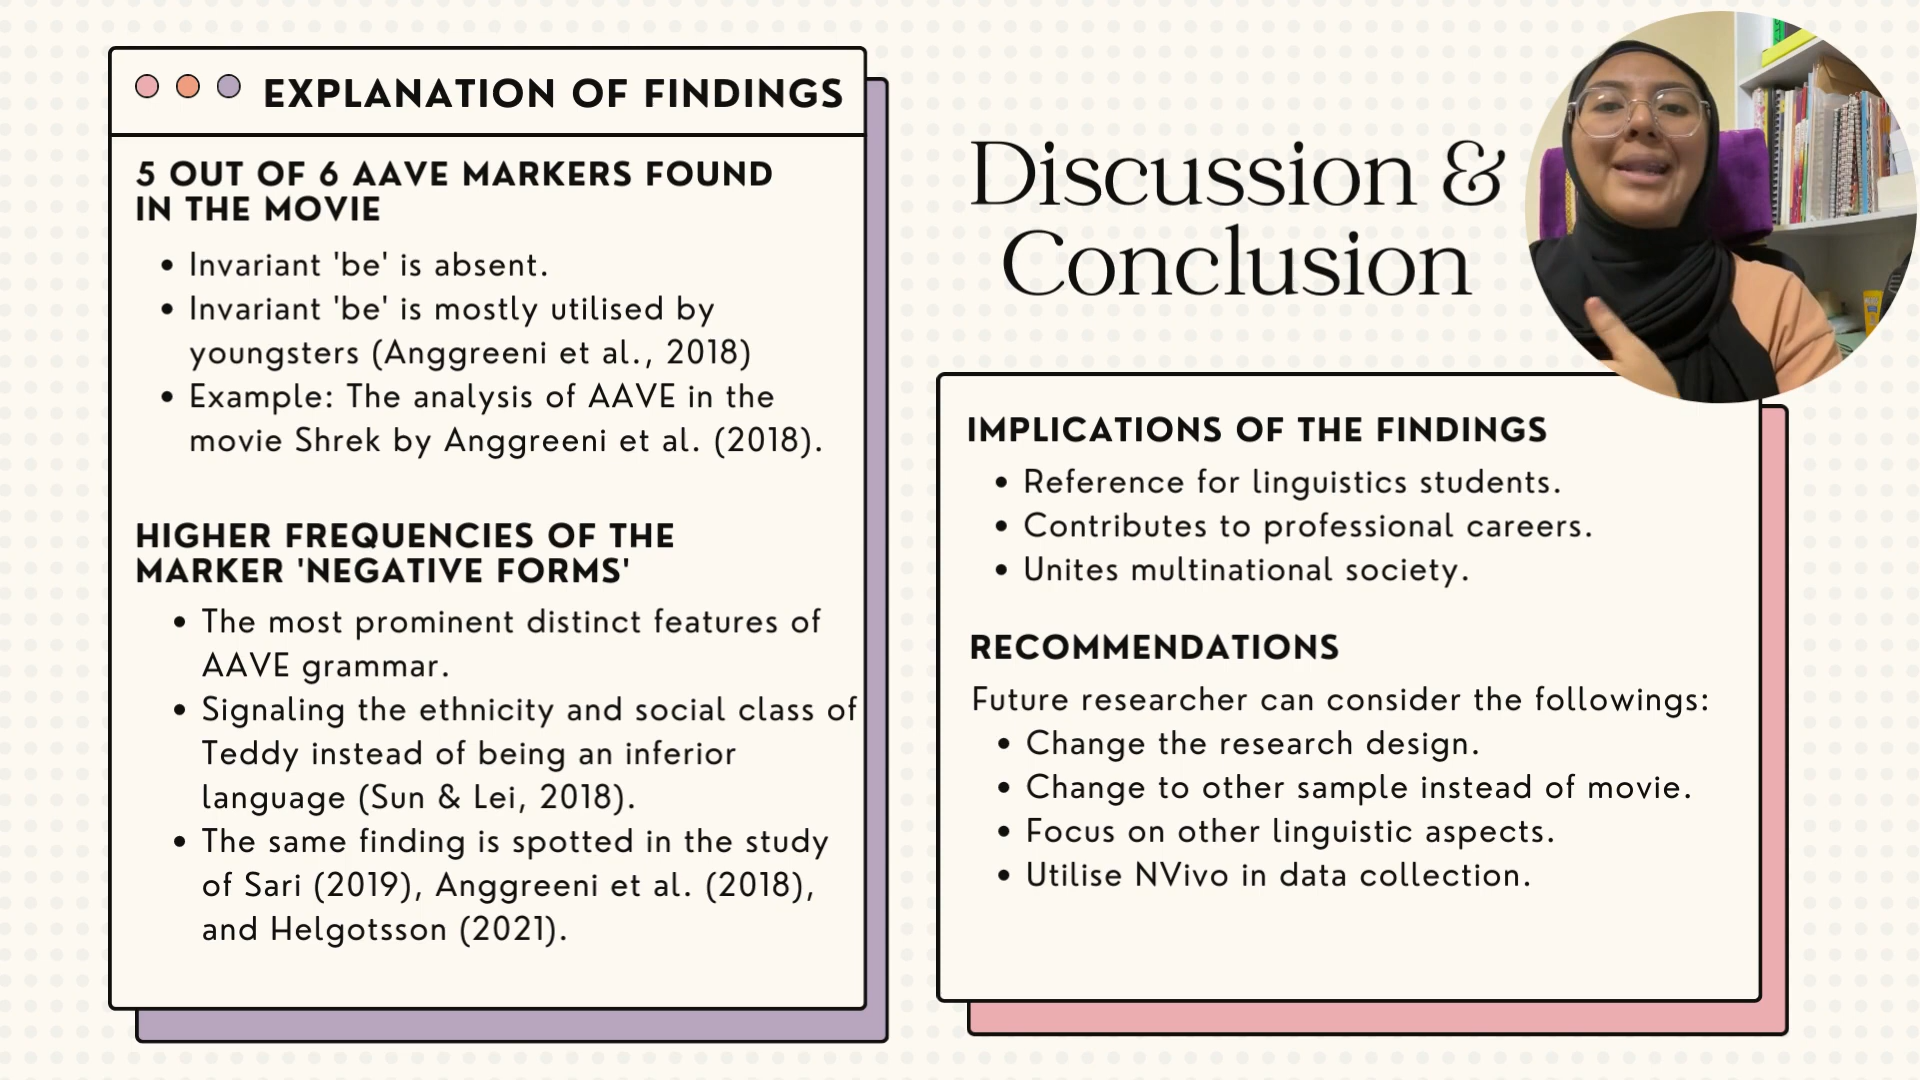 EXPLANATION OF FINDINGS
5 OUT OF 6 AAVE MARKERS FOUND
IN THE MOVIE
• Invariant 'be' is absent.
• Invariant 'be' is mostly utilised by
youngsters (Anggreeni et al., 2018)
• Example: The analysis of AAVE in the
movie Shrek by Anggreeni et al. (2018).
HIGHER FREQUENCIES OF THE
MARKER 'NEGATIVE FORMS'
• The most prominent distinct features of
AAVE grammar.
• Signaling the ethnicity and social class of
Teddy instead of being an inferior
language (Sun & Lei, 2018).
• The same finding is spotted in the study
of Sari (2019), Anggreeni et al. (2018),
and Helgotsson (2021).
Discussion &
Conclusion
IMPLICATIONS OF THE FINDINGS
• Reference for linguistics students.
• Contributes to professional careers.
• Unites multinational society.
RECOMMENDATIONS
Future researcher can consider the followings:
• Change the research design.
• Change to other sample instead of movie.
• Focus on other linguistic aspects.
• Utilise NVivo in data collection.